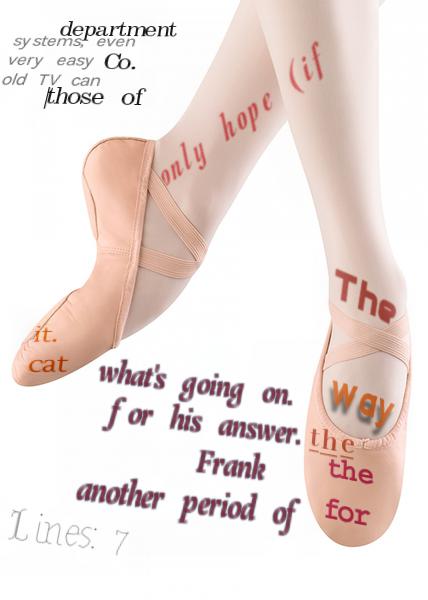 department
systems; even
very easy Co.
old TV can
those of
only hope (if
The
it.
cat
way
what's going on.
for his answer.
Frank
another period of
the
the
for
Lines: 7